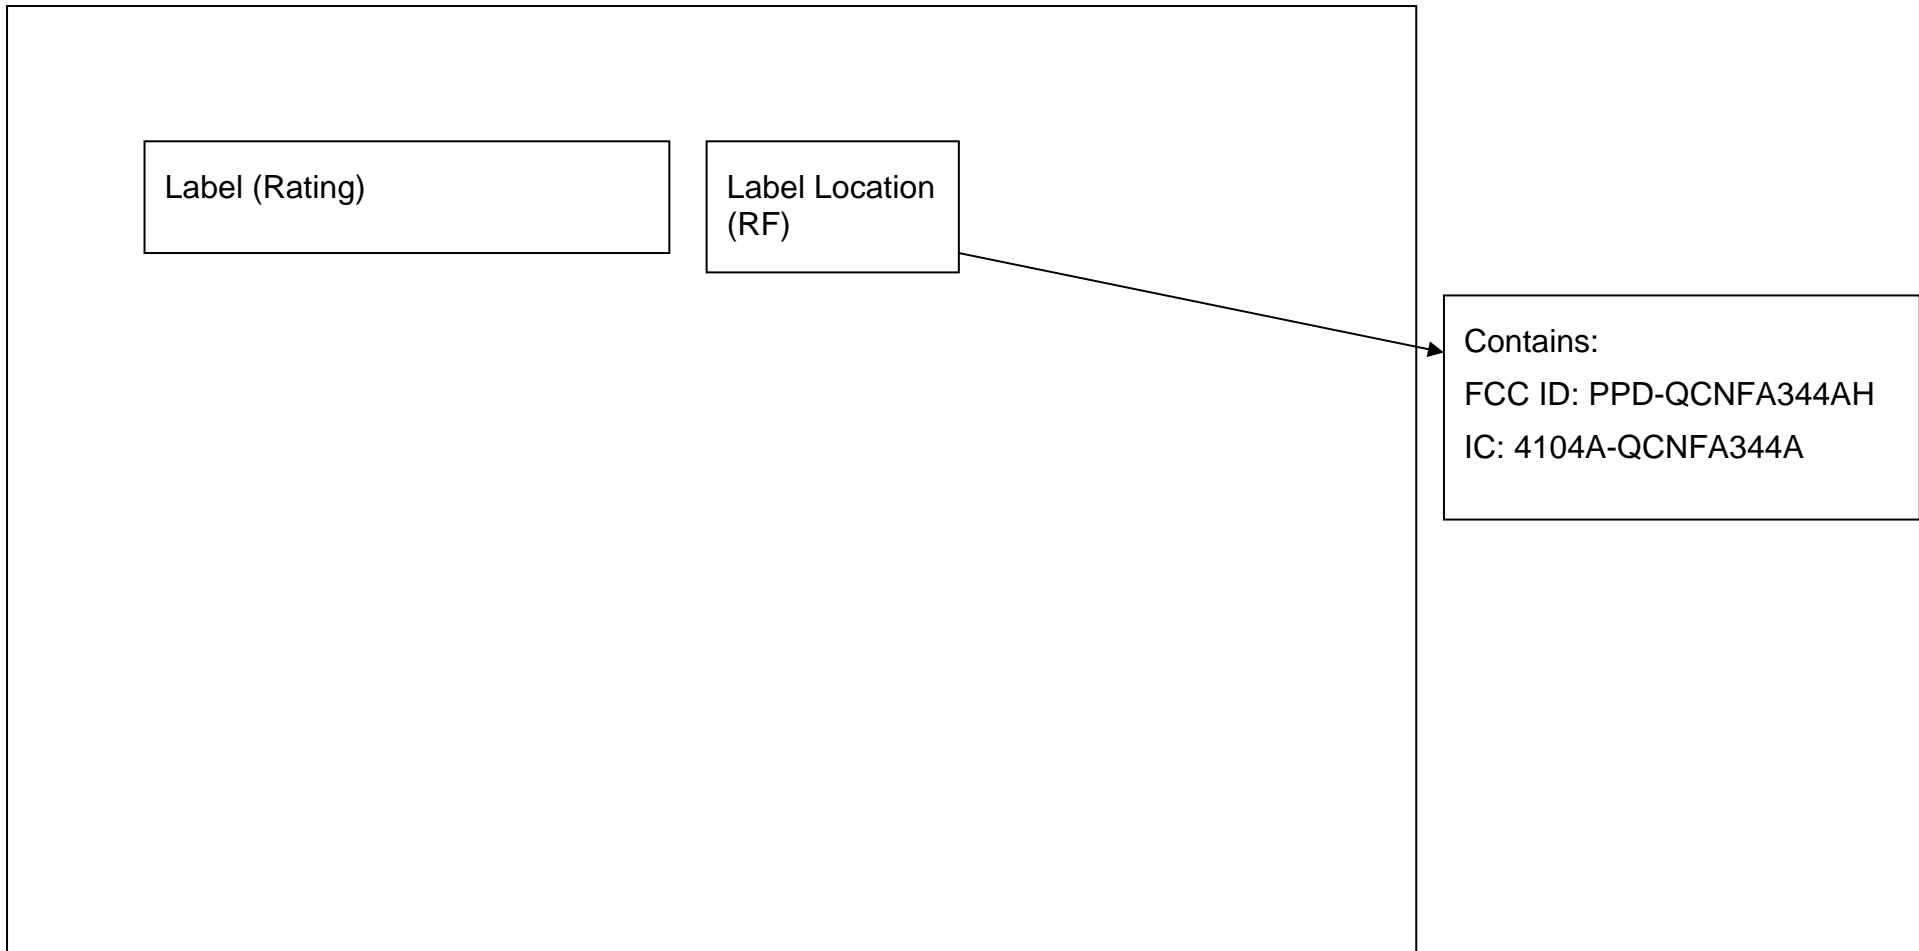 Label (Rating)
Label Location
(RF)
Contains:
FCC ID: PPD-QCNFA344AH
IC: 4104A-QCNFA344A